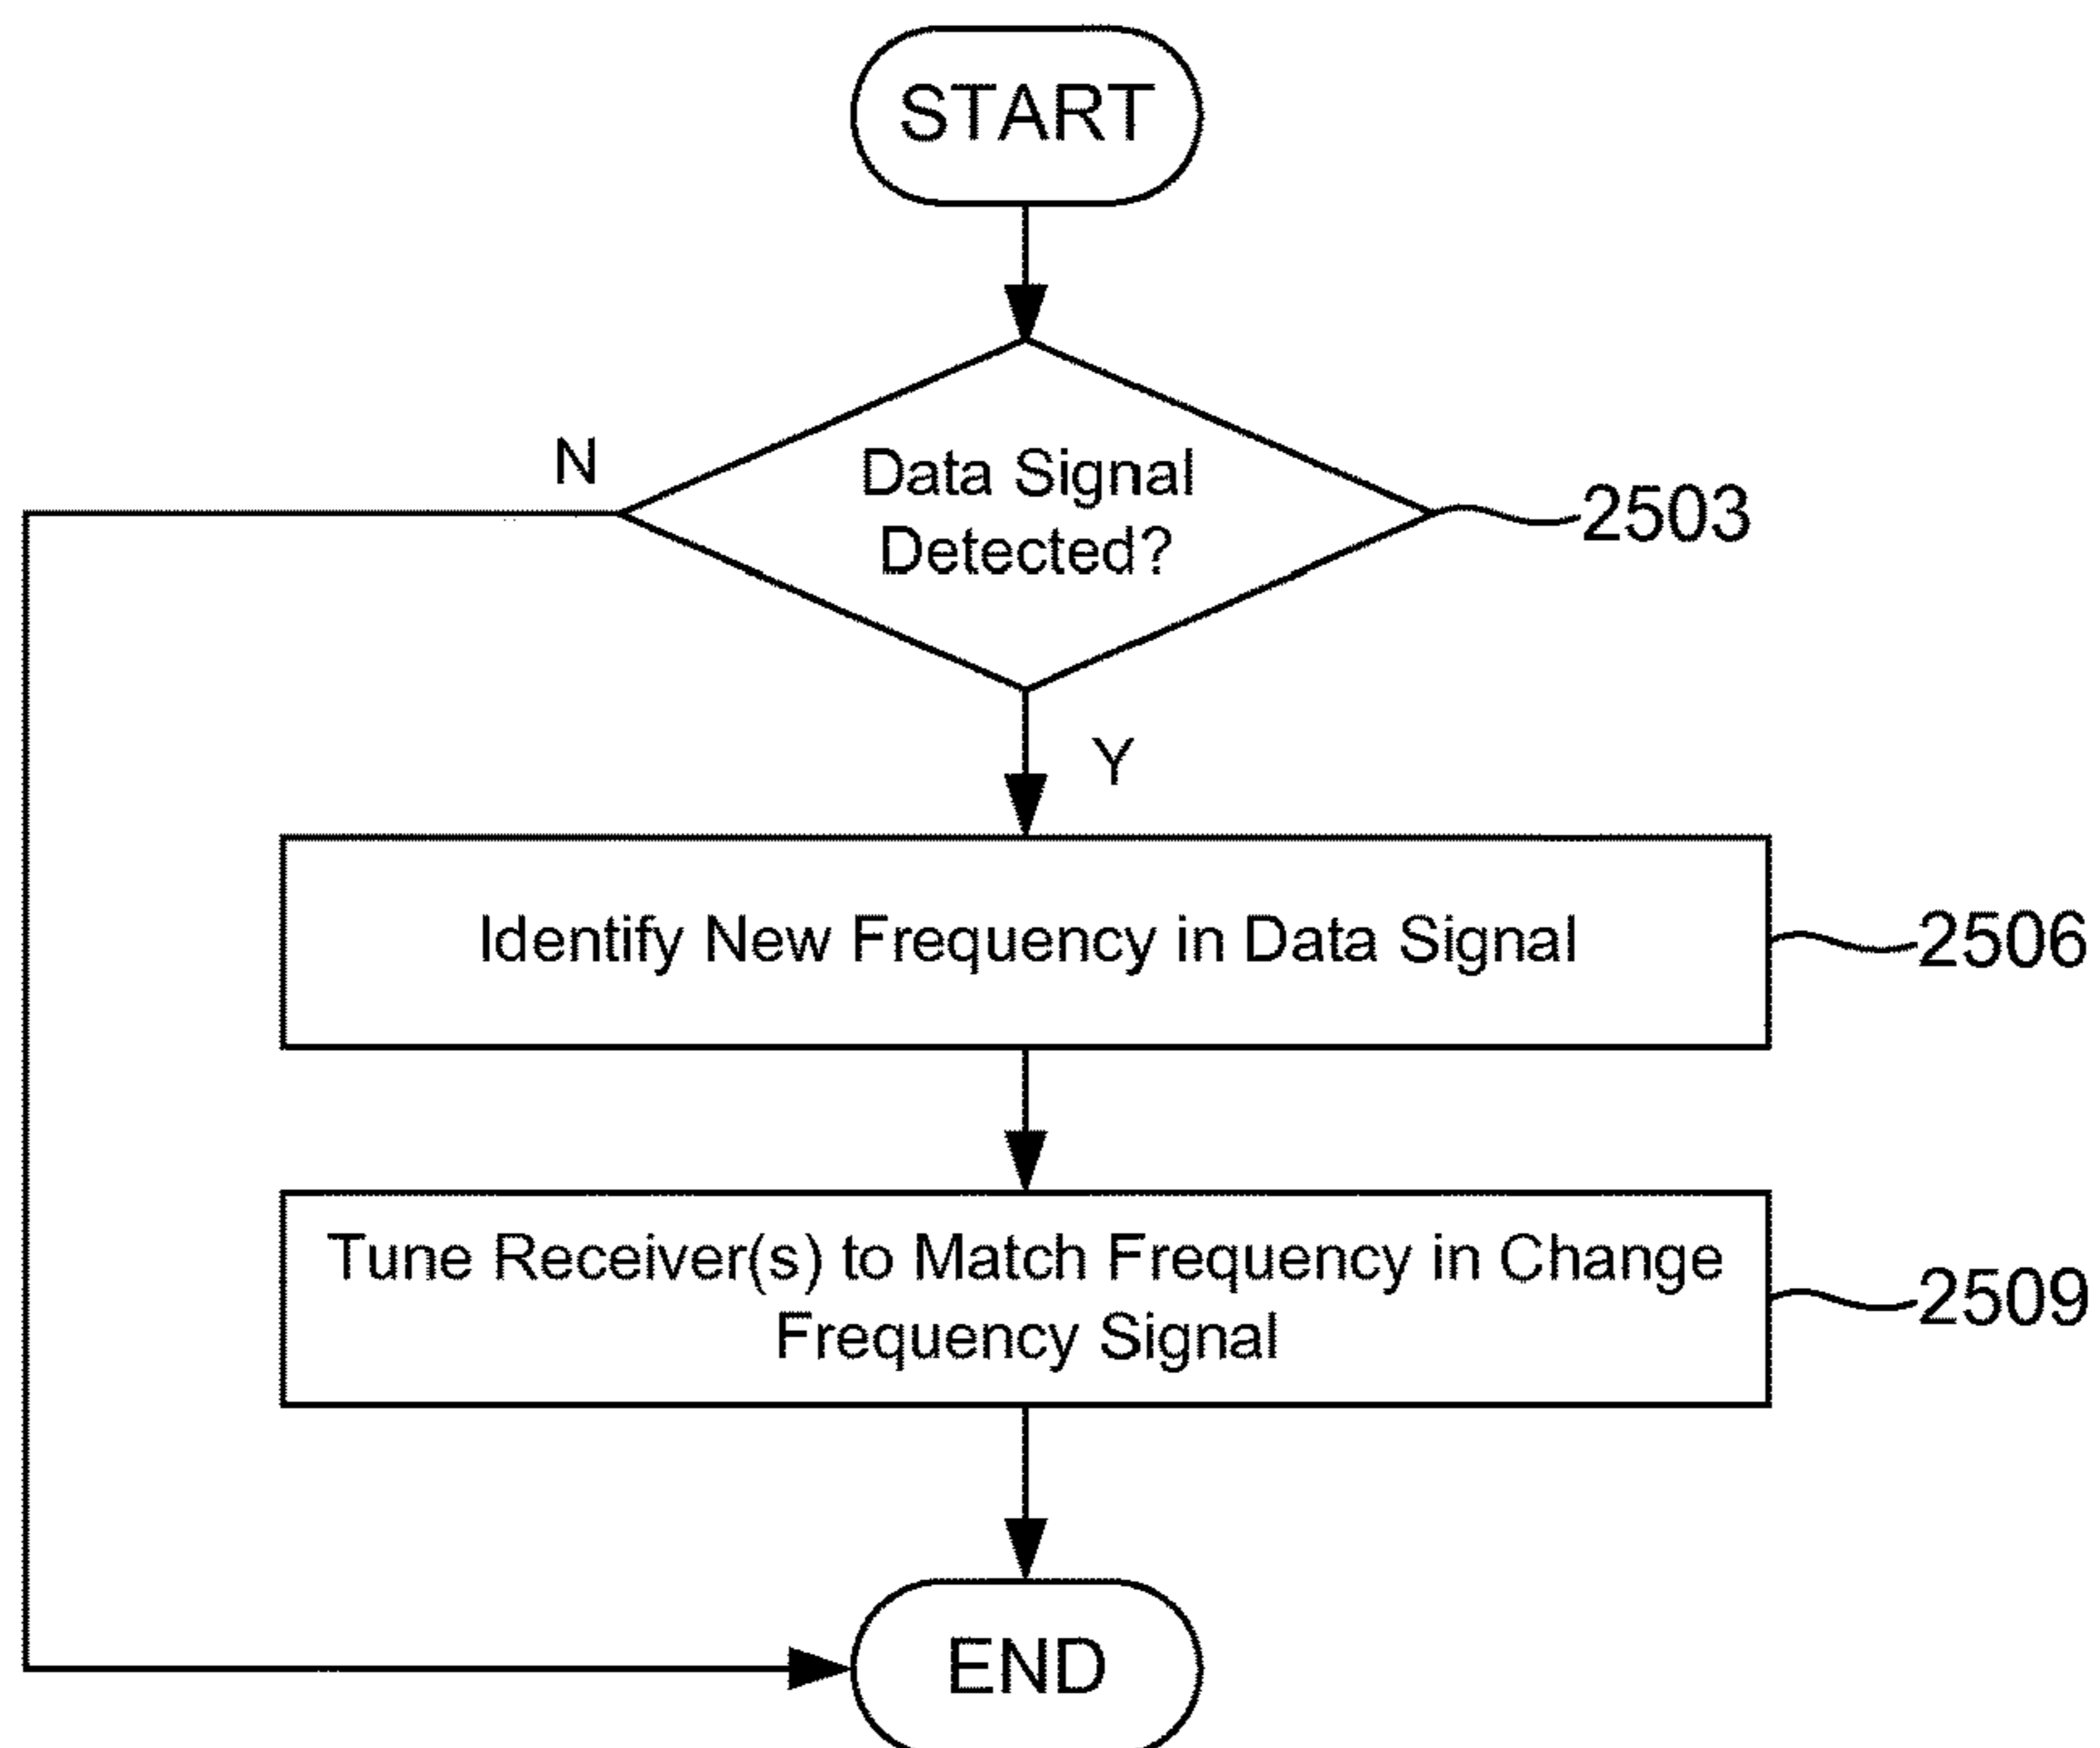 START
N
Data Signal
Detected?
2503
Y
Identify New Frequency in Data Signal
2506
Tune Receiver(s) to Match Frequency in Change
Frequency Signal
2509
END